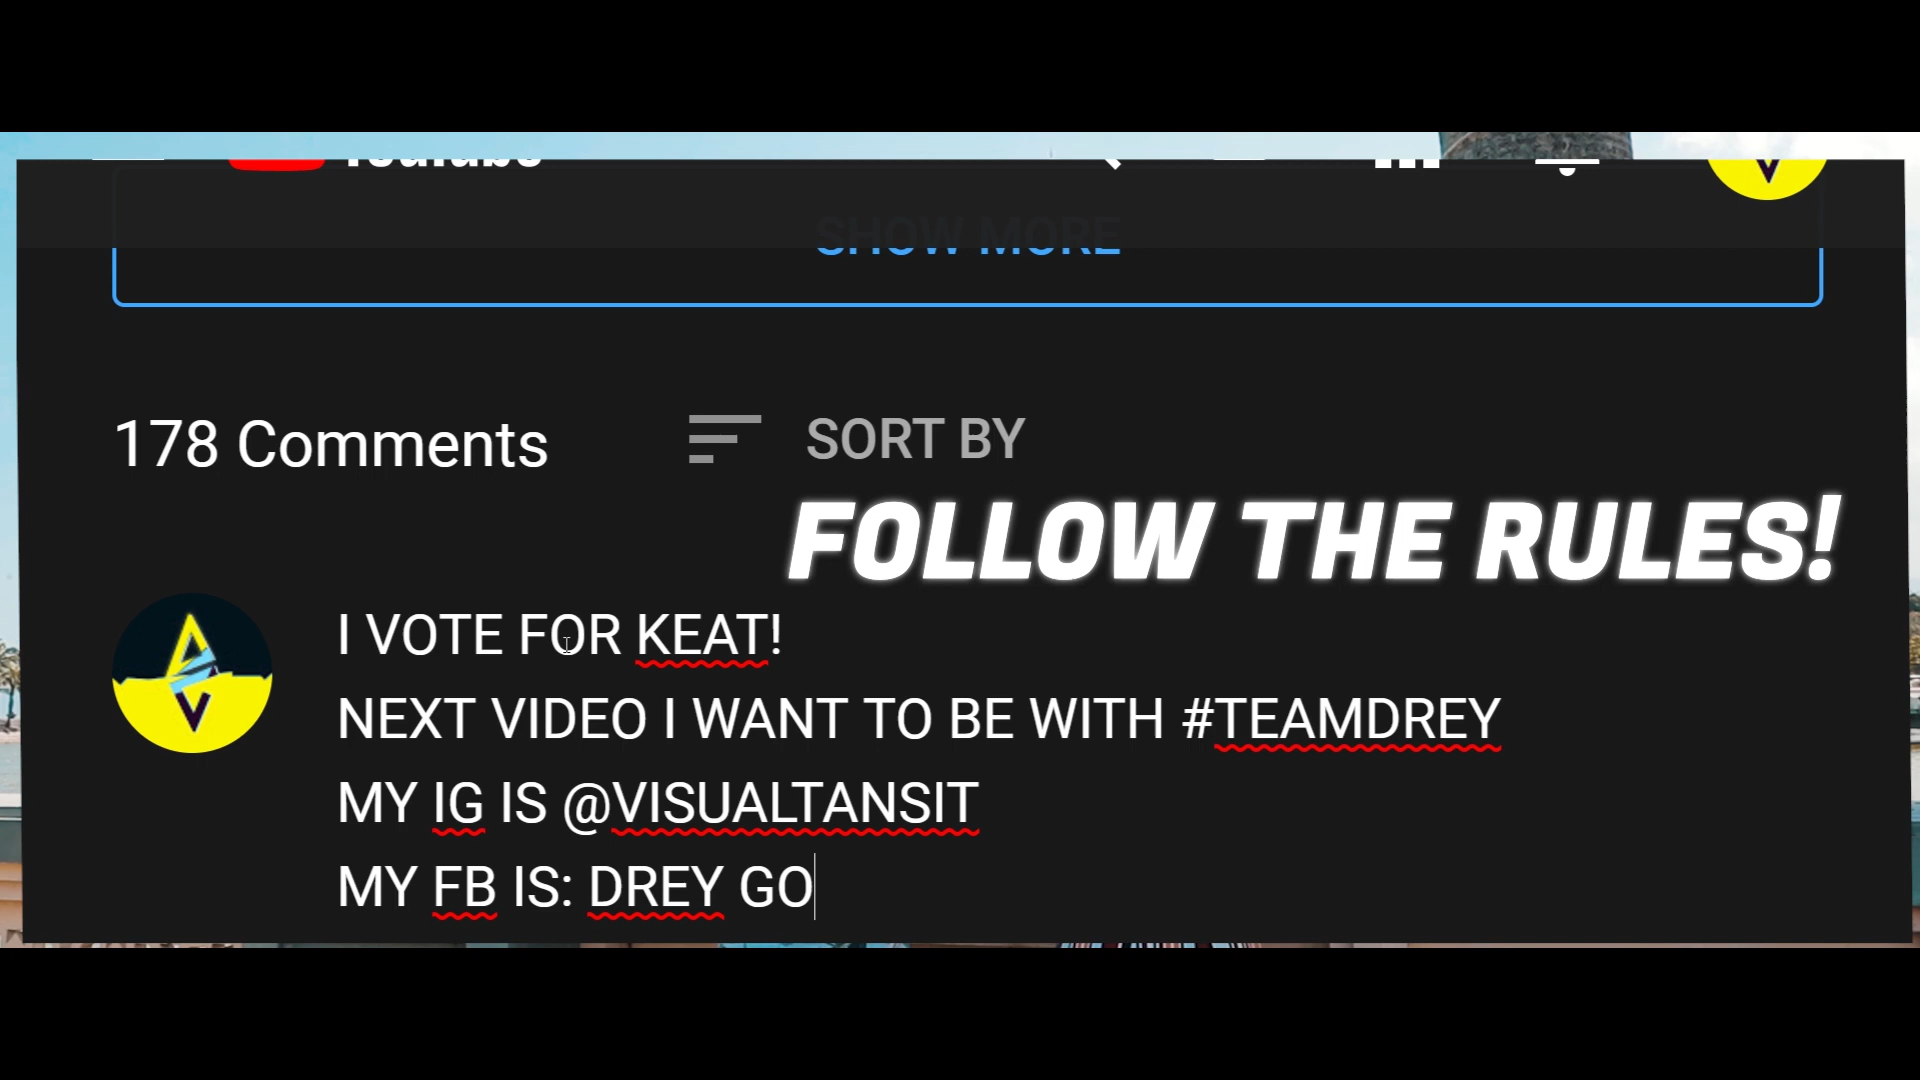 YouTube
SHOW MORE
178 Comments
SORT BY
FOLLOW THE RULES!
I VOTE FOR KEAT!
NEXT VIDEO I WANT TO BE WITH #TEAMDREY
MY IG IS @VISUALTANSIT
MY FB IS: DREY GO